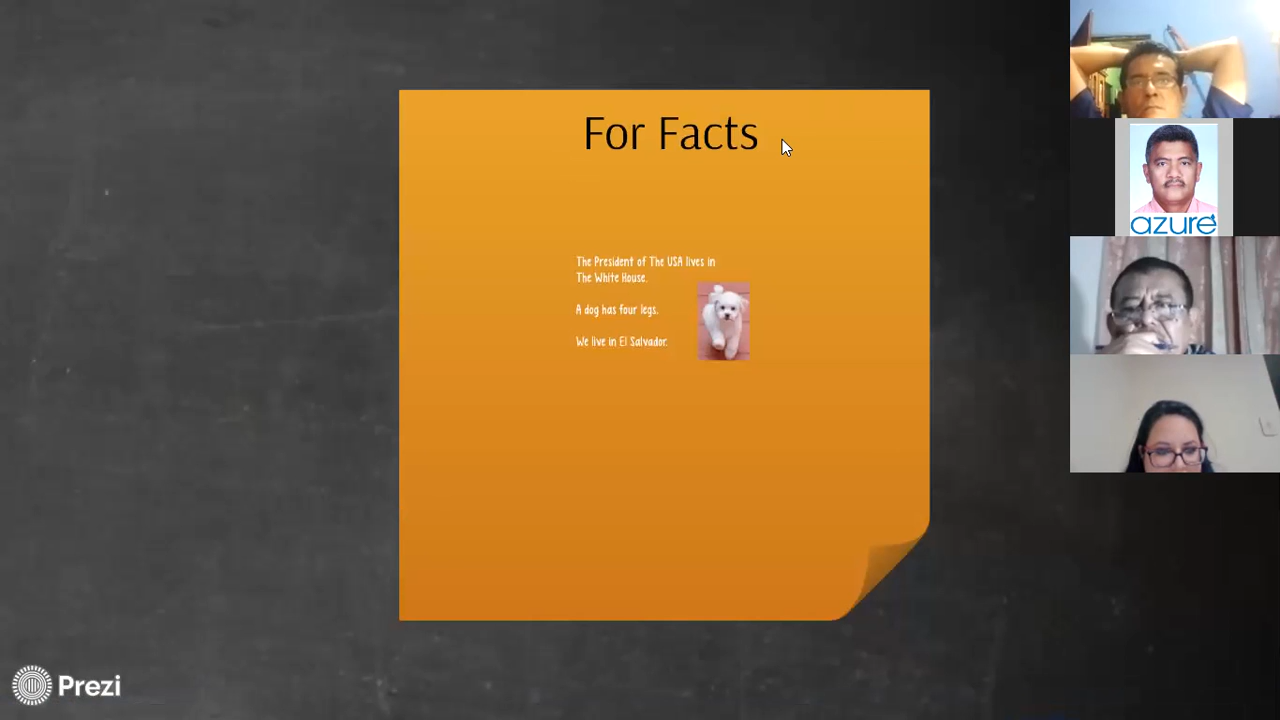 For Facts
The President of The USA lives in
The White House.
A dog has four legs.
We live in El Salvador.
azure
Prezi